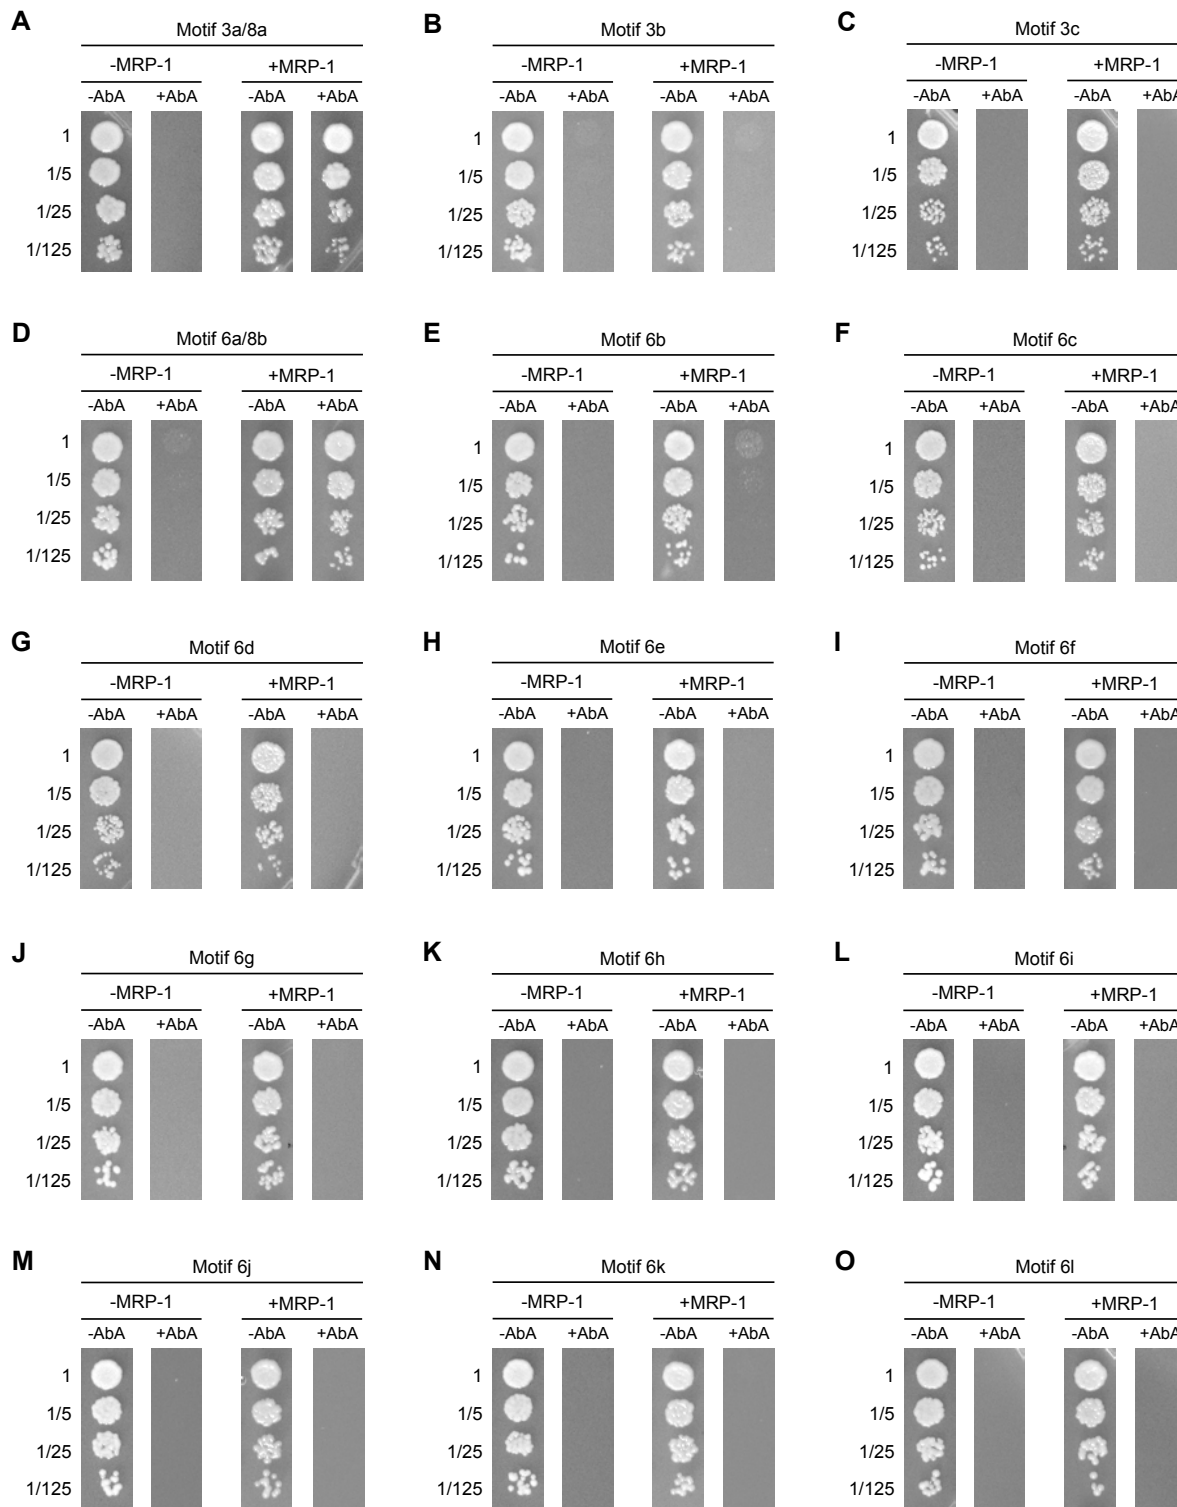 A B C
Motif 3a/8a Motif 3b Motif 3c
-MRP-1 +MRP-1 -MRP-1 +MRP-1 -MRP-1 +MRP-1
-AbA +AbA -AbA +AbA -AbA +AbA -AbA +AbA -AbA +AbA -AbA +AbA
1 1 1
1/5 1/5 1/5
1/25 1/25 1/25
1/125 1/125 1/125
D E F
Motif 6a/8b Motif 6b Motif 6c
-MRP-1 +MRP-1 -MRP-1 +MRP-1 -MRP-1 +MRP-1
-AbA +AbA -AbA +AbA -AbA +AbA -AbA +AbA -AbA +AbA -AbA +AbA
1 1 1
1/5 1/5 1/5
1/25 1/25 1/25
1/125 1/125 1/125
G H I
Motif 6d Motif 6e Motif 6f
-MRP-1 +MRP-1 -MRP-1 +MRP-1 -MRP-1 +MRP-1
-AbA +AbA -AbA +AbA -AbA +AbA -AbA +AbA -AbA +AbA -AbA +AbA
1 1 1
1/5 1/5 1/5
1/25 1/25 1/25
1/125 1/125 1/125
J K L
Motif 6g Motif 6h Motif 6i
-MRP-1 +MRP-1 -MRP-1 +MRP-1 -MRP-1 +MRP-1
-AbA +AbA -AbA +AbA -AbA +AbA -AbA +AbA -AbA +AbA -AbA +AbA
1 1 1
1/5 1/5 1/5
1/25 1/25 1/25
1/125 1/125 1/125
M N O
Motif 6j Motif 6k Motif 6l
-MRP-1 +MRP-1 -MRP-1 +MRP-1 -MRP-1 +MRP-1
-AbA +AbA -AbA +AbA -AbA +AbA -AbA +AbA -AbA +AbA -AbA +AbA
1 1 1
1/5 1/5 1/5
1/25 1/25 1/25
1/125 1/125 1/125